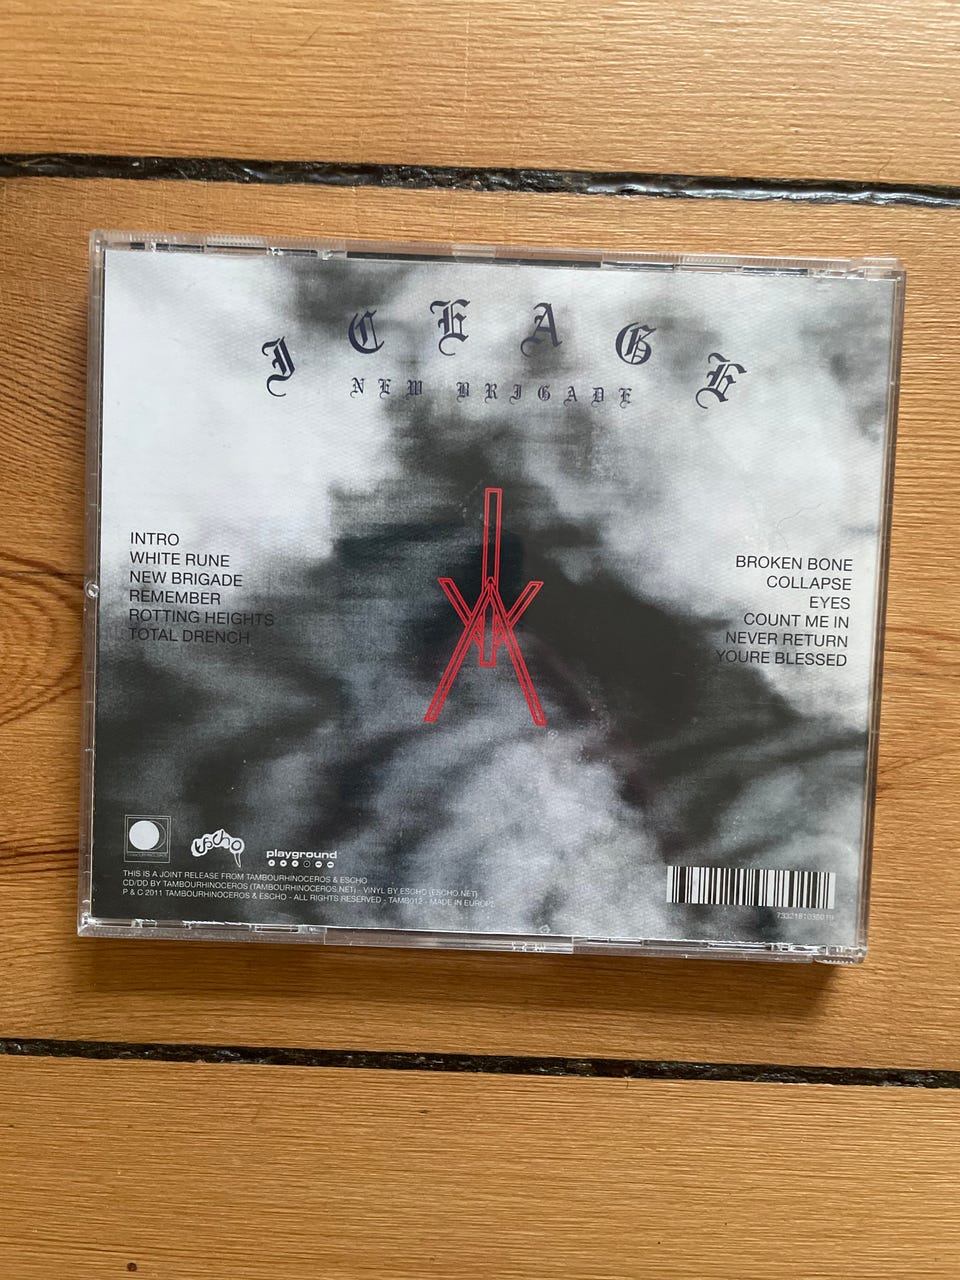 ICEAGE
NEW BRIGADE
INTRO
WHITE RUNE
NEW BRIGADE
REMEMBER
ROTTING HEIGHTS
TOTAL DRENCH
BROKEN BONE
COLLAPSE
EYES
COUNT ME IN
NEVER RETURN
YOURE BLESSED
escho
playground
THIS IS A JOINT RELEASE FROM TAMBOURHINOCEROS & ESCHO
CD/DD BY TAMBOURHINOCEROS (TAMBOURHINOCEROS.NET) - VINYL BY ESCHO (ESCHO.NET)
P & C 2011 TAMBOURHINOCEROS & ESCHO - ALL RIGHTS RESERVED - TAMB012 - MADE IN EUROPE